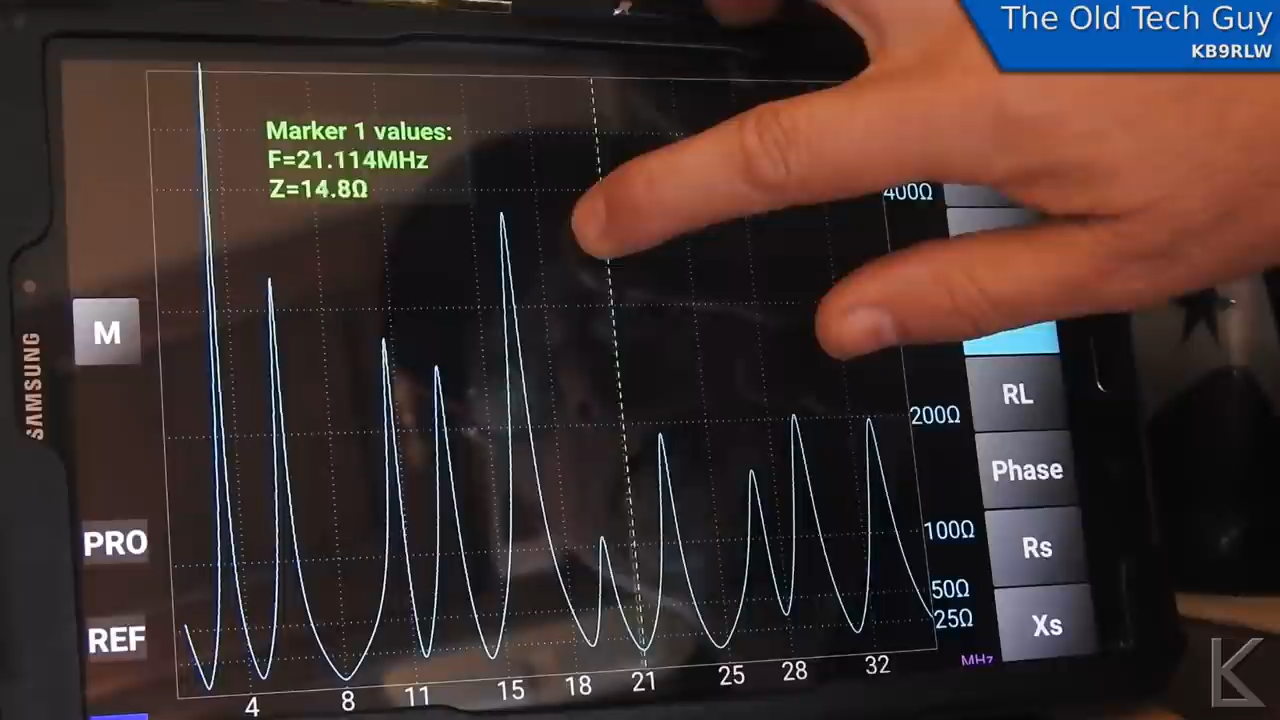 The Old Tech Guy
KB9RLW
Marker 1 values:
F=21.114MHz
Z=14.8Ω
400Ω
M
SAMSUNG
RL
200Ω
Phase
100Ω
PRO
Rs
50Ω
25Ω
REF
Xs
MHz
4 8 11 15 18 21 25 28 32
K